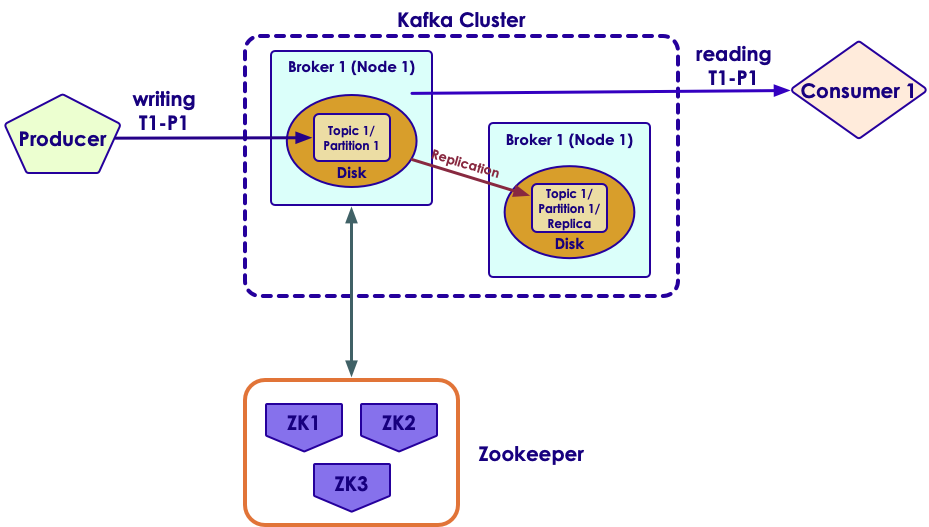 Kafka Cluster
Broker 1 (Node 1)
reading
T1-P1
Consumer 1
writing
T1-P1
Producer
Topic 1/
Partition 1
Disk
Replication
Broker 1 (Node 1)
Topic 1/
Partition 1/
Replica
Disk
ZK1
ZK2
ZK3
Zookeeper